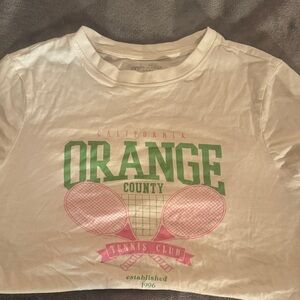 CALIFORNIA
ORANGE
COUNTY
TENNIS CLUB
established
1996